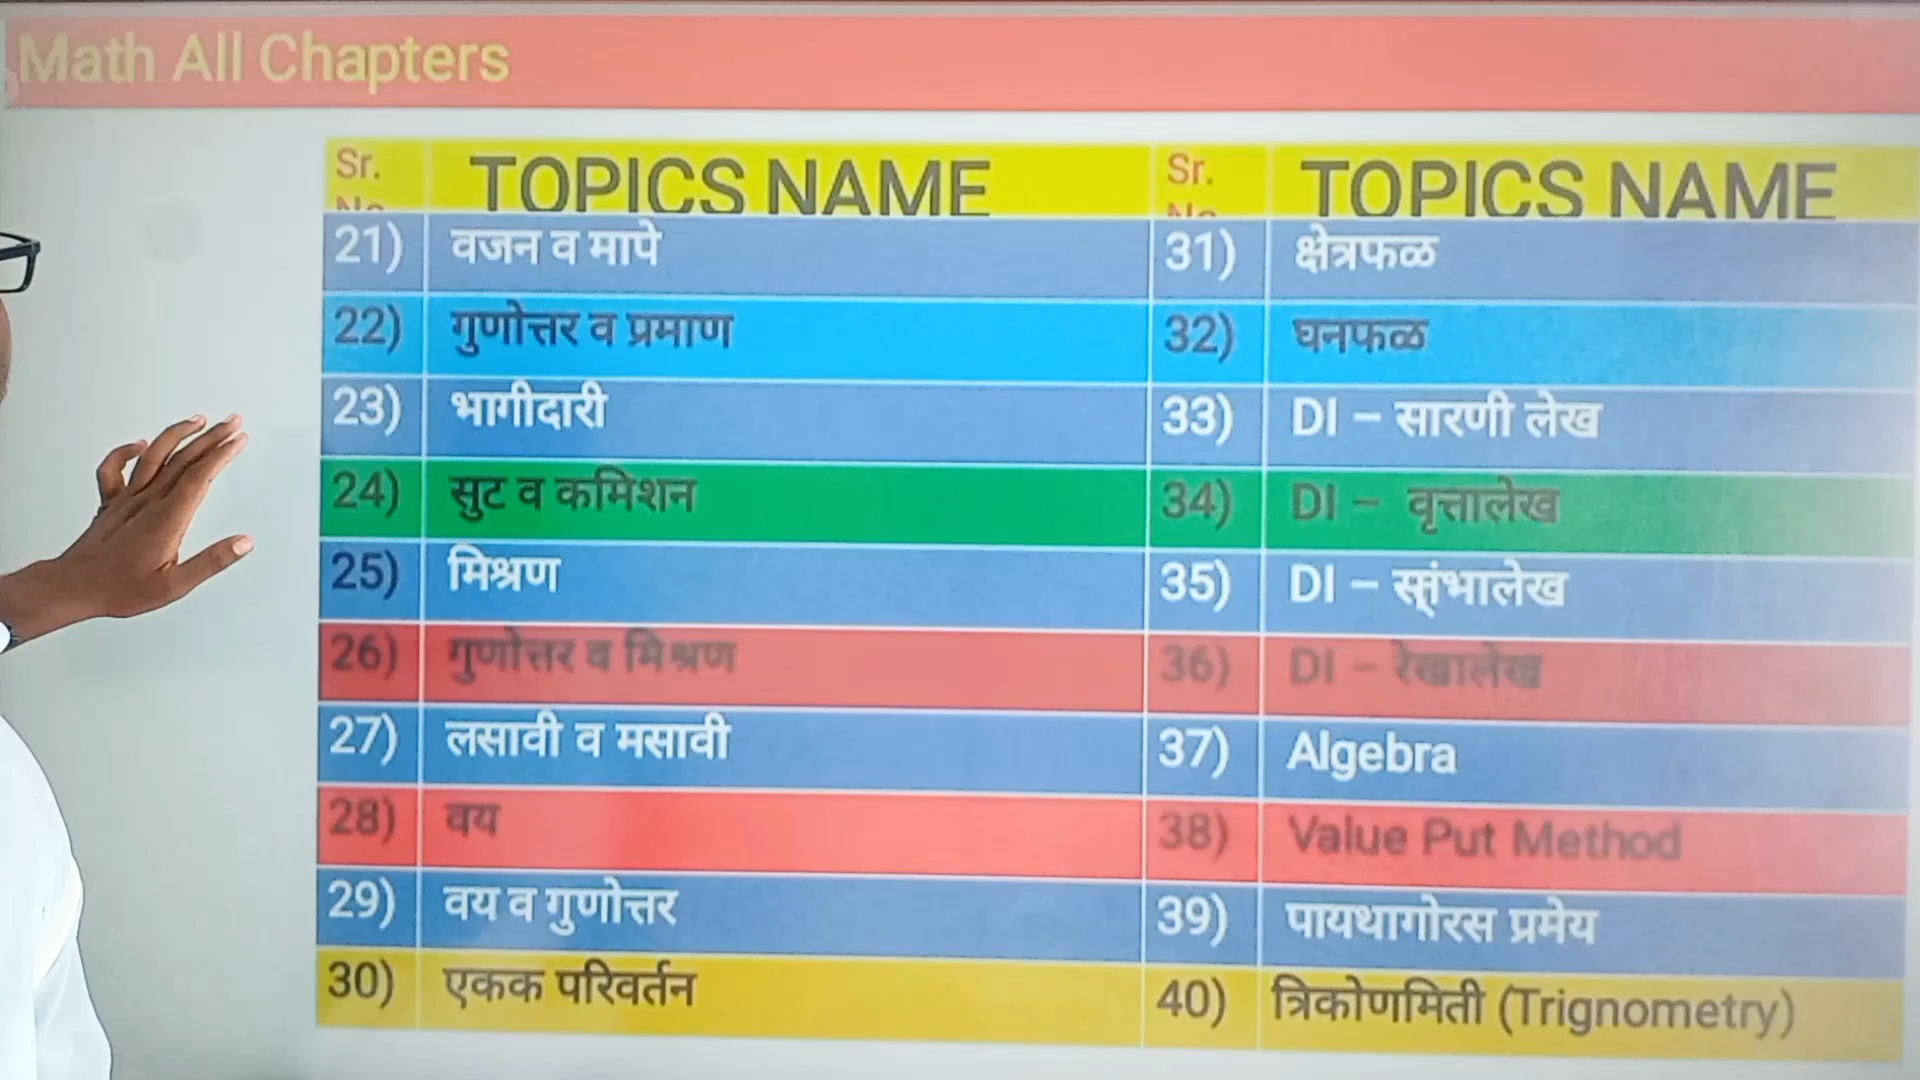 Math All Chapters
Sr. No TOPICS NAME Sr. No TOPICS NAME
21) वजन व मापे 31) क्षेत्रफळ
22) गुणोत्तर व प्रमाण 32) घनफळ
23) भागीदारी 33) DI – सारणी लेख
24) सुट व कमिशन 34) DI – वृत्तालेख
25) मिश्रण 35) DI –
26) गुणोत्तर व मिश्रण 36) DI – रेखालेख
27) लसावी व मसावी 37) Algebra
28) वय 38) Value Put Method
29) वय व गुणोत्तर 39) पायथागोरस प्रमेय
30) एकक परिवर्तन 40) त्रिकोणमिती (Trignometry)